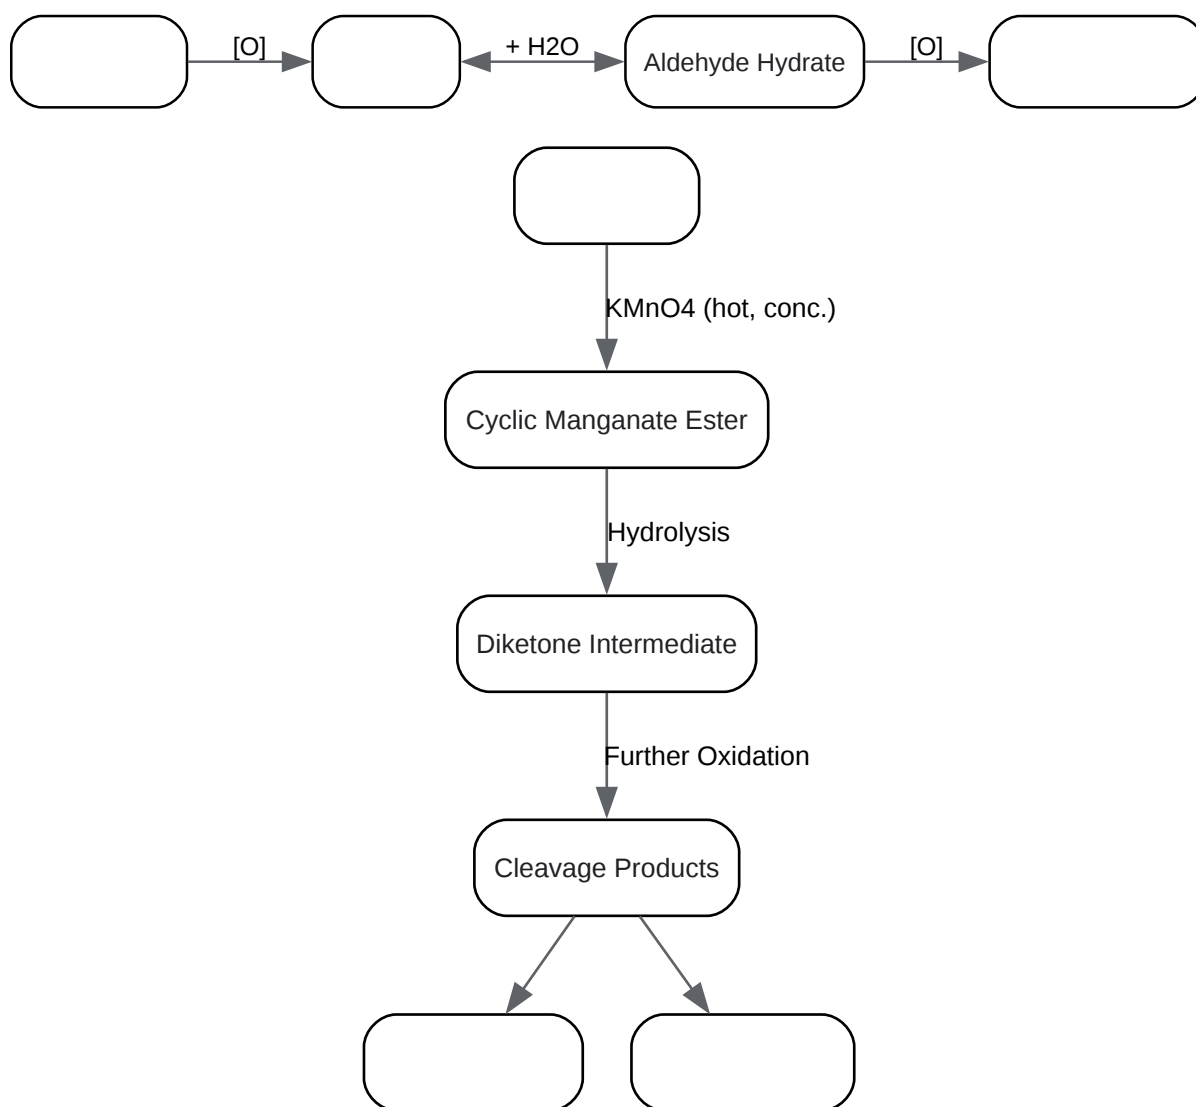 [O]
+ H2O
Aldehyde Hydrate
[O]
KMnO4 (hot, conc.)
Cyclic Manganate Ester
Hydrolysis
Diketone Intermediate
Further Oxidation
Cleavage Products